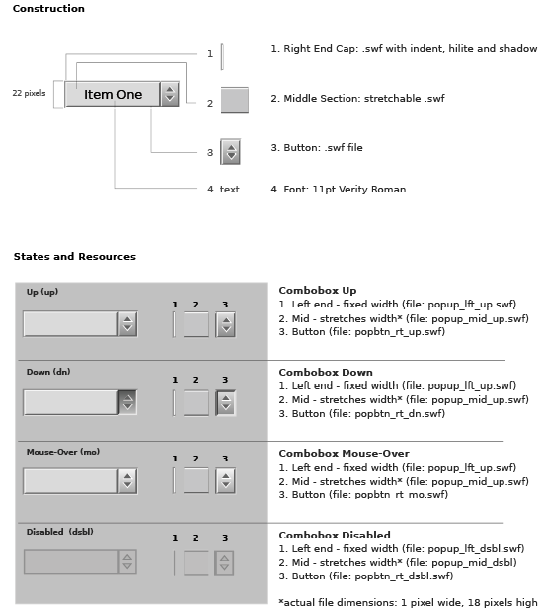 Construction
1
1. Right End Cap: .swf with indent, hilite and shadow
22 pixels
Item One
2
2. Middle Section: stretchable .swf
3
3. Button: .swf file
4 text
4. Font: 11pt Verity Roman
States and Resources
Up (up)
1 2 3
Combobox Up
1. Left end - fixed width (file: popup_lft_up.swf)
2. Mid - stretches width* (file: popup_mid_up.swf)
3. Button (file: popbtn_rt_up.swf)
Down (dn)
1 2 3
Combobox Down
1. Left end - fixed width (file: popup_lft_up.swf)
2. Mid - stretches width* (file: popup_mid_up.swf)
3. Button (file: popbtn_rt_dn.swf)
Mouse-Over (mo)
1 2 3
Combobox Mouse-Over
1. Left end - fixed width (file: popup_lft_up.swf)
2. Mid - stretches width* (file: popup_mid_up.swf)
3. Button (file: popbtn_rt_mo.swf)
Disabled (dsbl)
1 2 3
Combobox Disabled
1. Left end - fixed width (file: popup_lft_dsbl.swf)
2. Mid - stretches width* (file: popup_mid_dsbl)
3. Button (file: popbtn_rt_dsbl.swf)
*actual file dimensions: 1 pixel wide, 18 pixels high